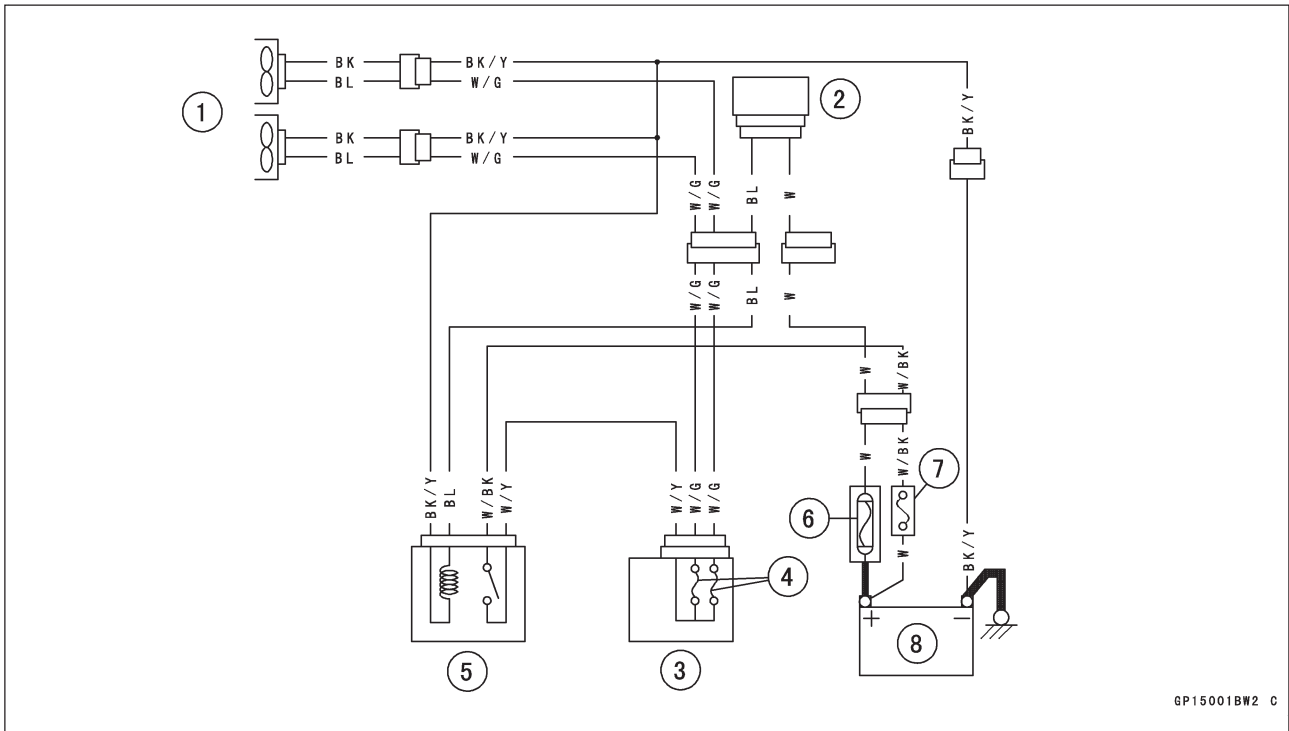 BK BK/Y
BL W/G
1
2
BK/Y
BK BK/Y
BL W/G
W/G W/G BL W
W/G W/G BL W
W W/BK
W W/BK
7
BK/Y BL W/BK W/Y
W/Y W/G W/G
6
4
W
BK/Y
+ −
8
5
3
GP15001BW2 C